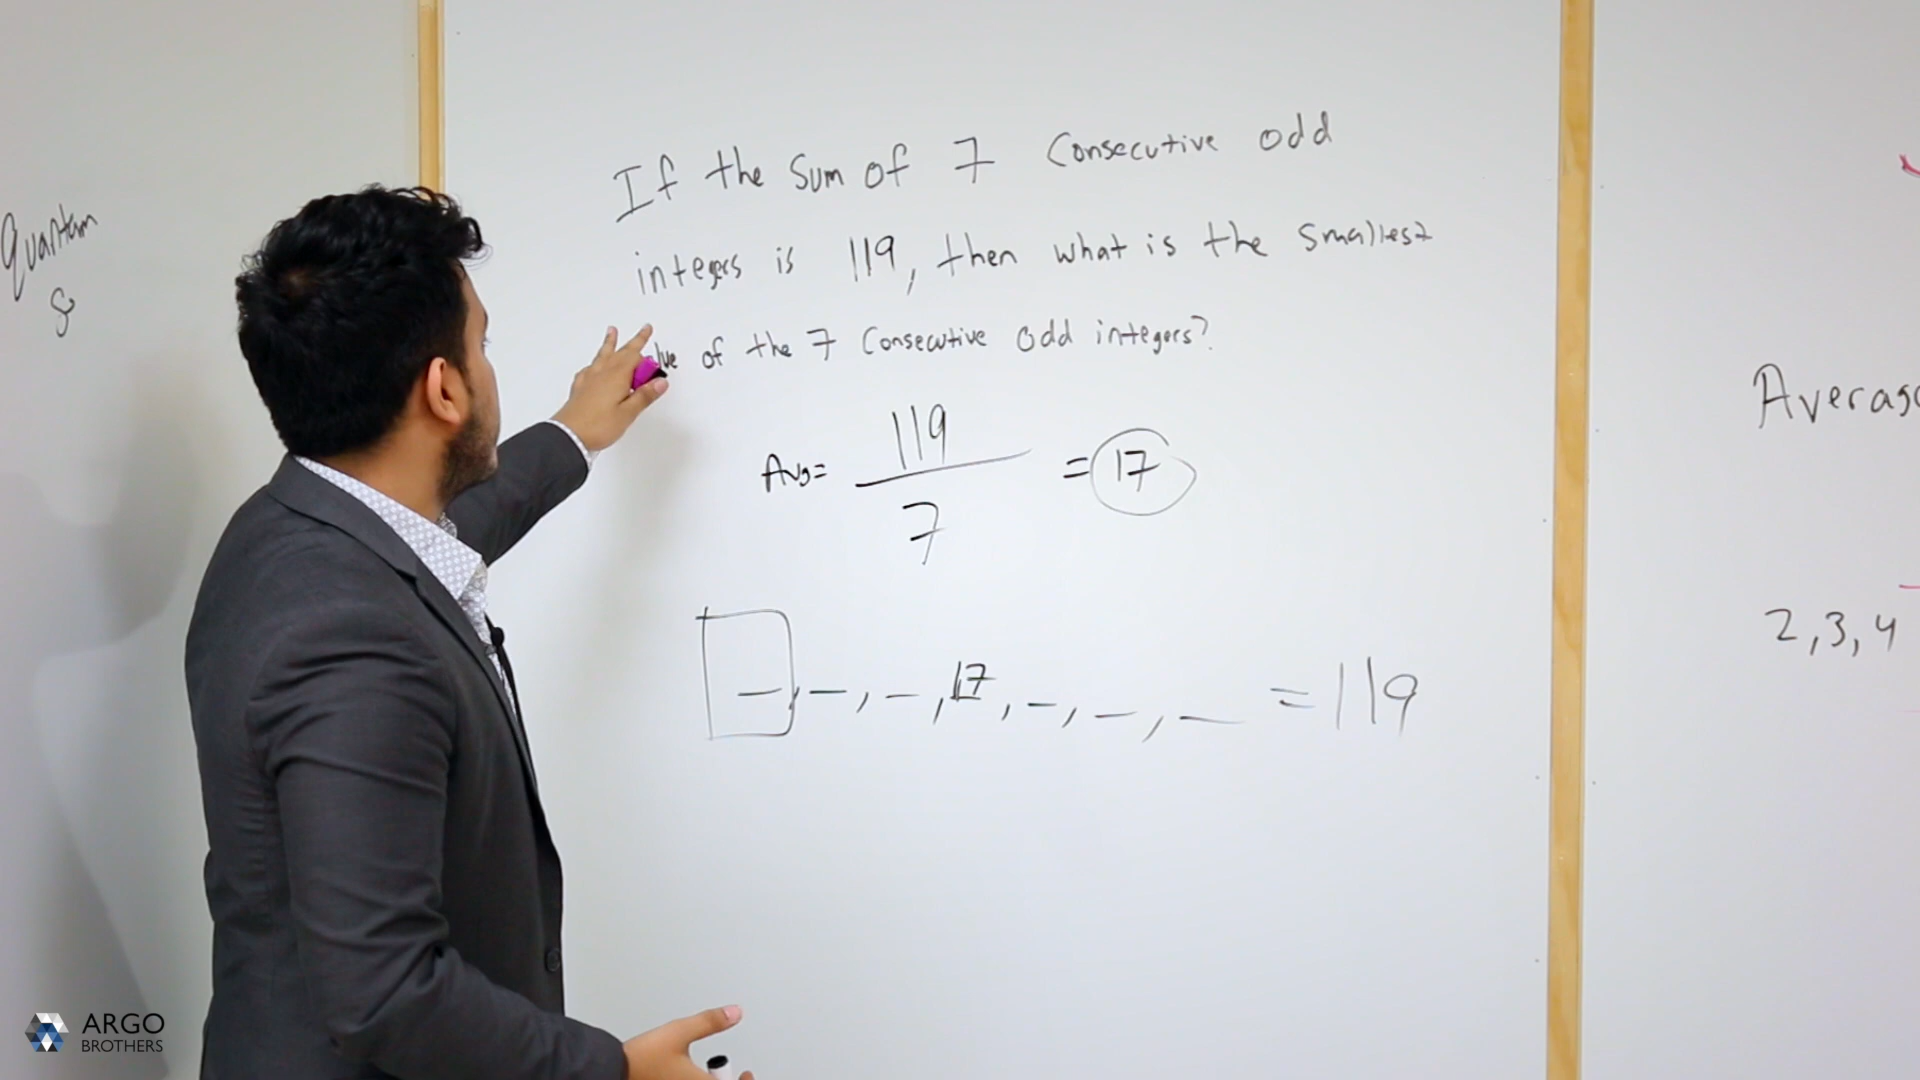 Quantum
8
If the sum of 7 consecutive odd
integers is 119, then what is the smallest
of the 7 consecutive odd integers?
Avg= 119 / 7 = 17
_, _, _, 17, _, _, _ = 119
2, 3, 4
ARGO
BROTHERS